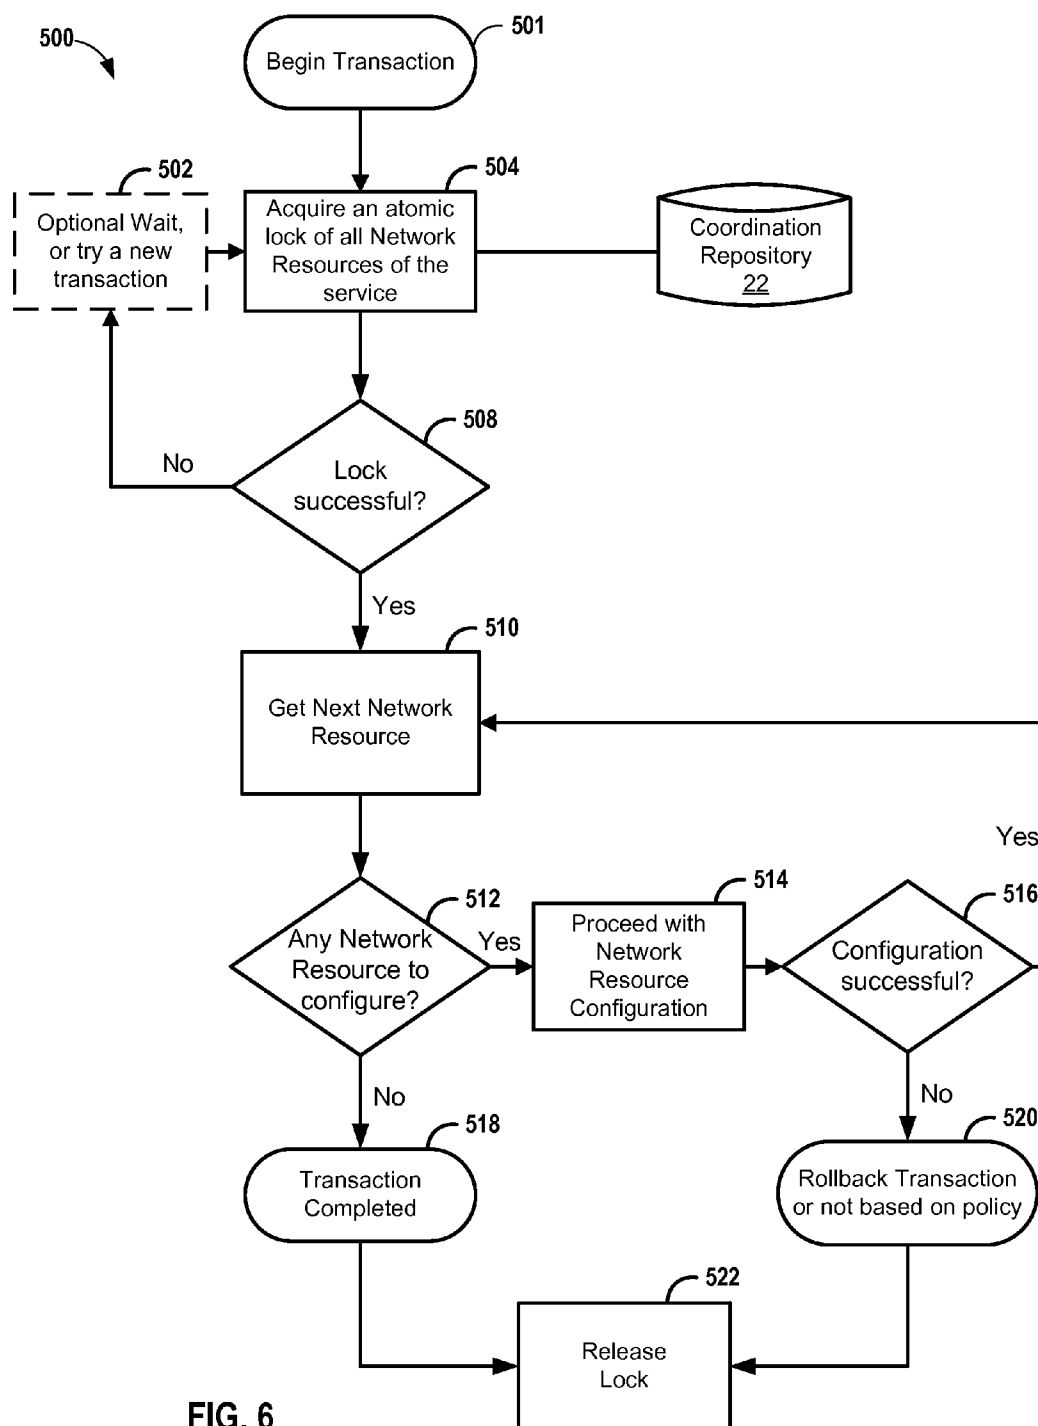 500
501
Begin Transaction
502
Optional Wait,
or try a new
transaction
504
Acquire an atomic
lock of all Network
Resources of the
service
Coordination
Repository
22
508
Lock
successful?
No
Yes
510
Get Next Network
Resource
512
Any Network
Resource to
configure?
Yes
514
Proceed with
Network
Resource
Configuration
Yes
516
Configuration
successful?
No
No
518
Transaction
Completed
520
Rollback Transaction
or not based on policy
522
Release
Lock
FIG. 6